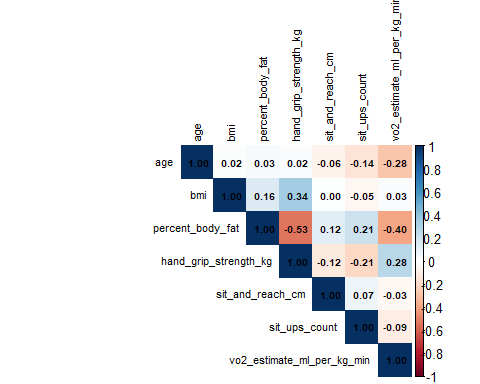 age
bmi
percent_body_fat
hand_grip_strength_kg
sit_and_reach_cm
sit_ups_count
vo2_estimate_ml_per_kg_min
age 1.00 0.02 0.03 0.02 -0.06 -0.14 -0.28
bmi 1.00 0.16 0.34 0.00 -0.05 0.03
percent_body_fat 1.00 -0.53 0.12 0.21 -0.40
hand_grip_strength_kg 1.00 -0.12 -0.21 0.28
sit_and_reach_cm 1.00 0.07 -0.03
sit_ups_count 1.00 -0.09
vo2_estimate_ml_per_kg_min 1.00
1
0.8
0.6
0.4
0.2
0
-0.2
-0.4
-0.6
-0.8
-1